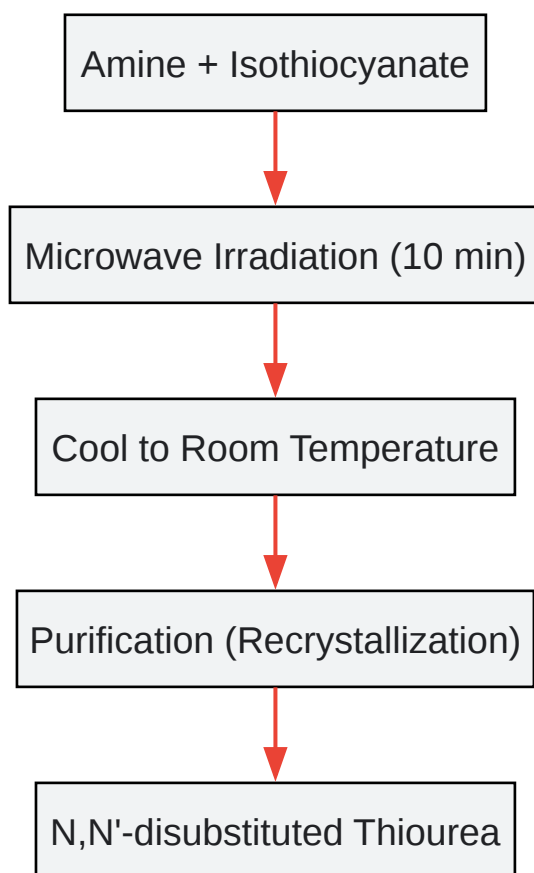 Amine + Isothiocyanate
Microwave Irradiation (10 min)
Cool to Room Temperature
Purification (Recrystallization)
N,N'-disubstituted Thiourea